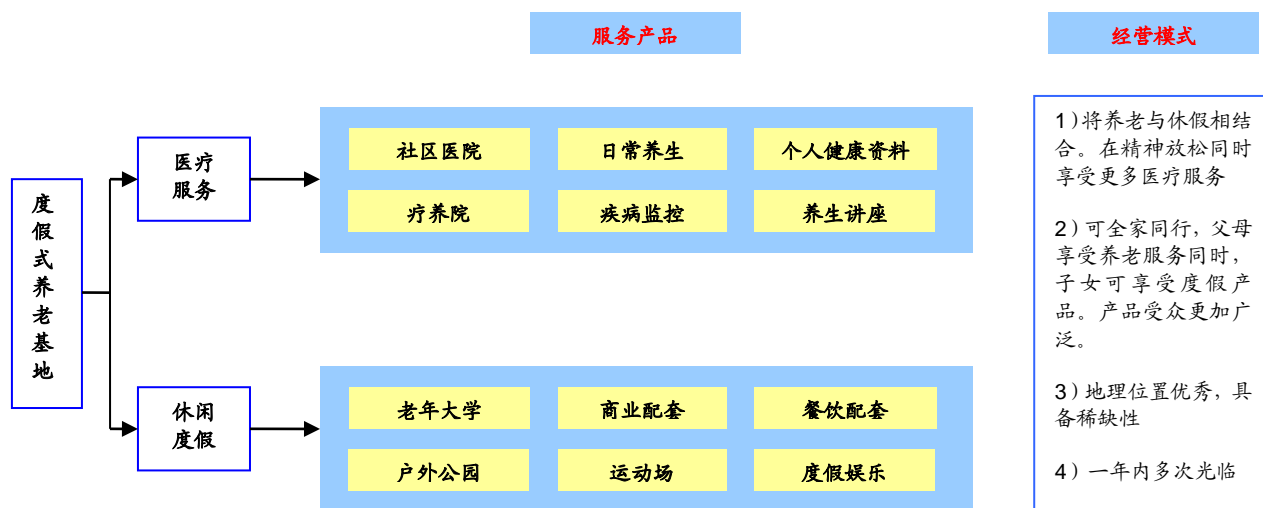 服务产品
经营模式
度
假
式
养
老
基
地
医疗
服务
社区医院
日常养生
个人健康资料
疗养院
疾病监控
养生讲座
休闲
度假
老年大学
商业配套
餐饮配套
户外公园
运动场
度假娱乐
1）将养老与休假相结
合。在精神放松同时
享受更多医疗服务
2）可全家同行，父母
享受养老服务同时，
子女可享受度假产
品。产品受众更加广
泛。
3）地理位置优秀，具
备稀缺性
4）一年内多次光临